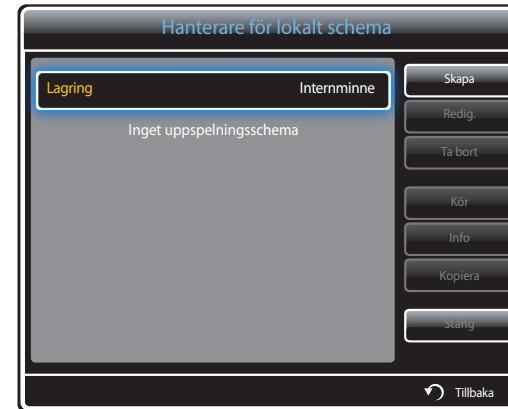 Hanterare för lokalt schema
Lagring Internminne
Inget uppspelningsschema
Skapa
Redig.
Ta bort
Kör
Info
Kopiera
Stäng
Tillbaka